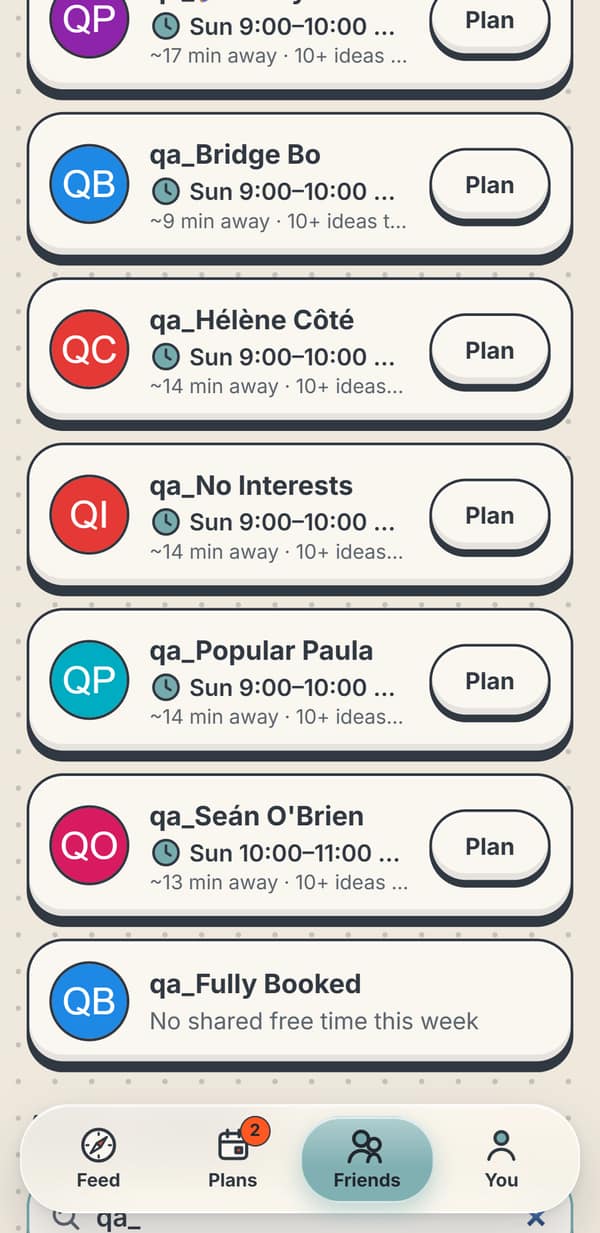 QP
Sun 9:00–10:00 ...
~17 min away · 10+ ideas ...
Plan
QB
qa_Bridge Bo
Sun 9:00–10:00 ...
~9 min away · 10+ ideas t...
Plan
QC
qa_Hélène Côté
Sun 9:00–10:00 ...
~14 min away · 10+ ideas...
Plan
QI
qa_No Interests
Sun 9:00–10:00 ...
~14 min away · 10+ ideas...
Plan
QP
qa_Popular Paula
Sun 9:00–10:00 ...
~14 min away · 10+ ideas...
Plan
QO
qa_Seán O'Brien
Sun 10:00–11:00 ...
~13 min away · 10+ ideas ...
Plan
QB
qa_Fully Booked
No shared free time this week
2
Feed
Plans
Friends
You
qa_